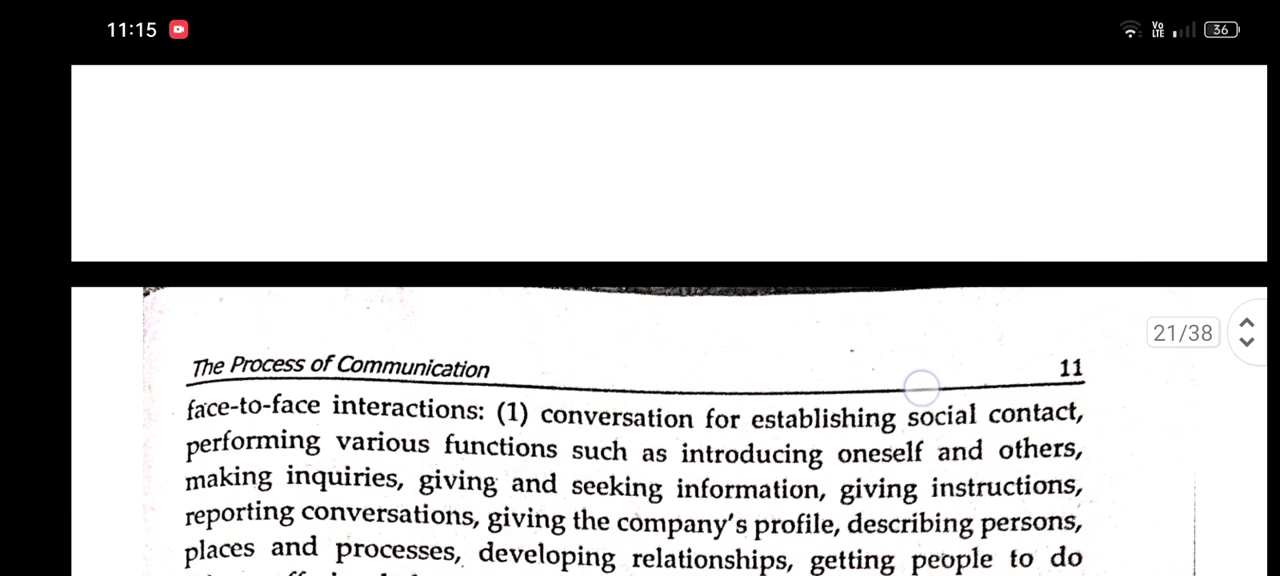 11:15
Vo
LTE
36
21/38
The Process of Communication 11
face-to-face interactions: (1) conversation for establishing social contact,
performing various functions such as introducing oneself and others,
making inquiries, giving and seeking information, giving instructions,
reporting conversations, giving the company's profile, describing persons,
places and processes, developing relationships, getting people to do